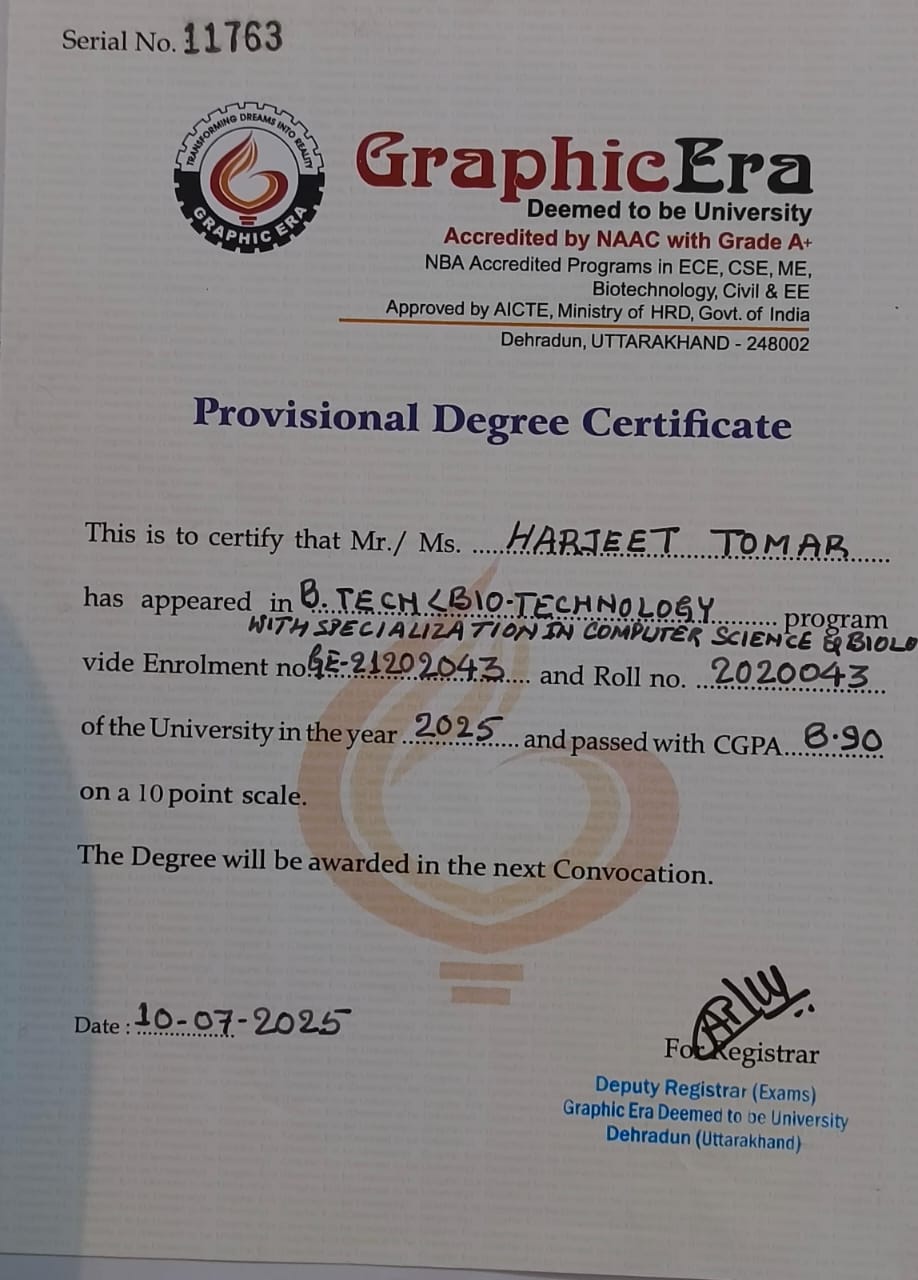 Serial No. 11763
TRANSFORMING DREAMS INTO REALITY
GRAPHIC ERA
GraphicEra
Deemed to be University
Accredited by NAAC with Grade A+
NBA Accredited Programs in ECE, CSE, ME,
Biotechnology, Civil & EE
Approved by AICTE, Ministry of HRD, Govt. of India
Dehradun, UTTARAKHAND - 248002
Provisional Degree Certificate
This is to certify that Mr./ Ms. HARJEET TOMAR
has appeared in B.TECH <BIO-TECHNOLOGY program
WITH SPECIALIZATION IN COMPUTER SCIENCE & BIOLO
vide Enrolment no. GE-21202043 and Roll no. 2020043
of the University in the year 2025 and passed with CGPA 8.90
on a 10 point scale.
The Degree will be awarded in the next Convocation.
Date : 10-07-2025
For Registrar
Deputy Registrar (Exams)
Graphic Era Deemed to be University
Dehradun (Uttarakhand)